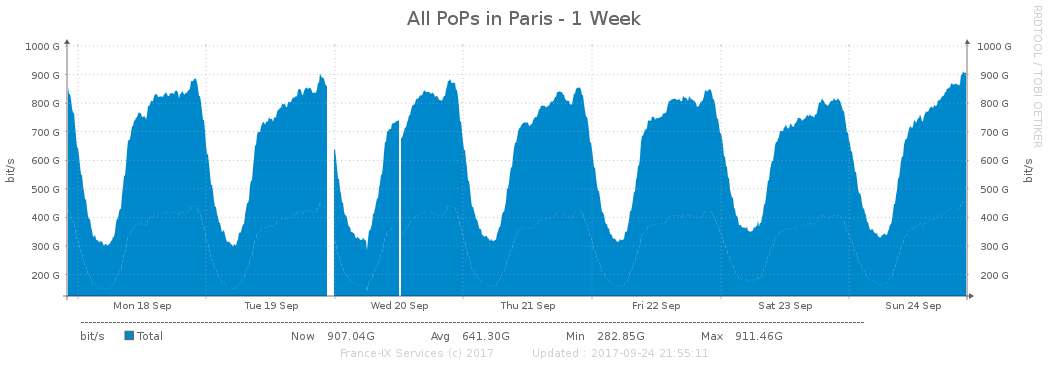 All PoPs in Paris - 1 Week
RRDTOOL / TOBI OETIKER
1000 G 1000 G
900 G 900 G
800 G 800 G
700 G 700 G
600 G 600 G
500 G 500 G
400 G 400 G
300 G 300 G
200 G 200 G
bit/s bit/s
Mon 18 Sep Tue 19 Sep Wed 20 Sep Thu 21 Sep Fri 22 Sep Sat 23 Sep Sun 24 Sep
bit/s Total Now 907.04G Avg 641.30G Min 282.85G Max 911.46G
France-IX Services (c) 2017 Updated : 2017-09-24 21:55:11